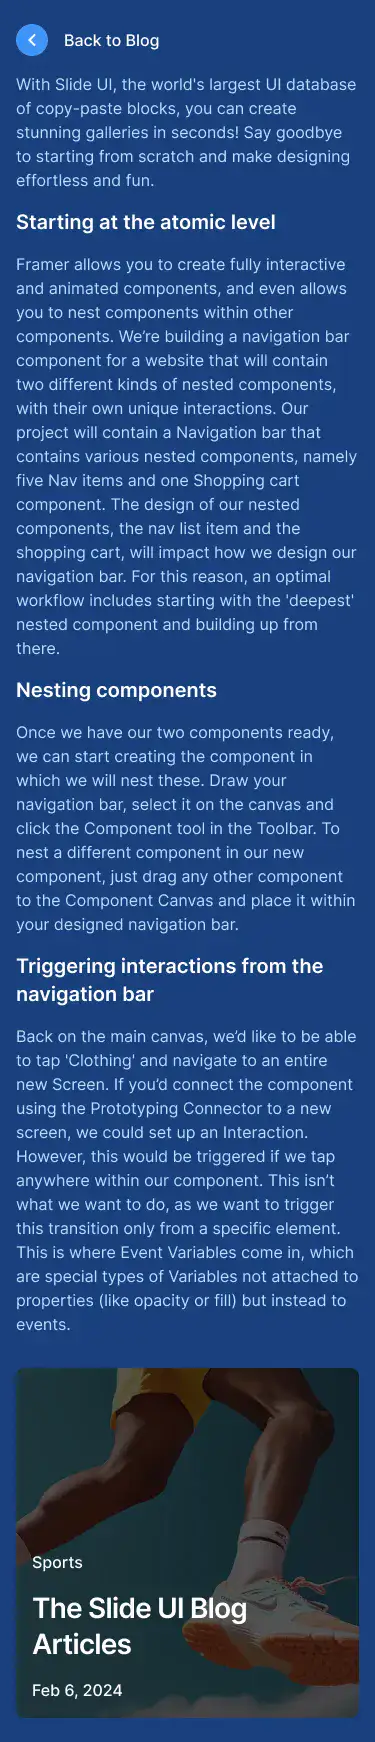 Back to Blog
With Slide UI, the world's largest UI database
of copy-paste blocks, you can create
stunning galleries in seconds! Say goodbye
to starting from scratch and make designing
effortless and fun.
Starting at the atomic level
Framer allows you to create fully interactive
and animated components, and even allows
you to nest components within other
components. We’re building a navigation bar
component for a website that will contain
two different kinds of nested components,
with their own unique interactions. Our
project will contain a Navigation bar that
contains various nested components, namely
five Nav items and one Shopping cart
component. The design of our nested
components, the nav list item and the
shopping cart, will impact how we design our
navigation bar. For this reason, an optimal
workflow includes starting with the 'deepest'
nested component and building up from
there.
Nesting components
Once we have our two components ready,
we can start creating the component in
which we will nest these. Draw your
navigation bar, select it on the canvas and
click the Component tool in the Toolbar. To
nest a different component in our new
component, just drag any other component
to the Component Canvas and place it within
your designed navigation bar.
Triggering interactions from the
navigation bar
Back on the main canvas, we’d like to be able
to tap 'Clothing' and navigate to an entire
new Screen. If you’d connect the component
using the Prototyping Connector to a new
screen, we could set up an Interaction.
However, this would be triggered if we tap
anywhere within our component. This isn’t
what we want to do, as we want to trigger
this transition only from a specific element.
This is where Event Variables come in, which
are special types of Variables not attached to
properties (like opacity or fill) but instead to
events.
Sports
The Slide UI Blog
Articles
Feb 6, 2024